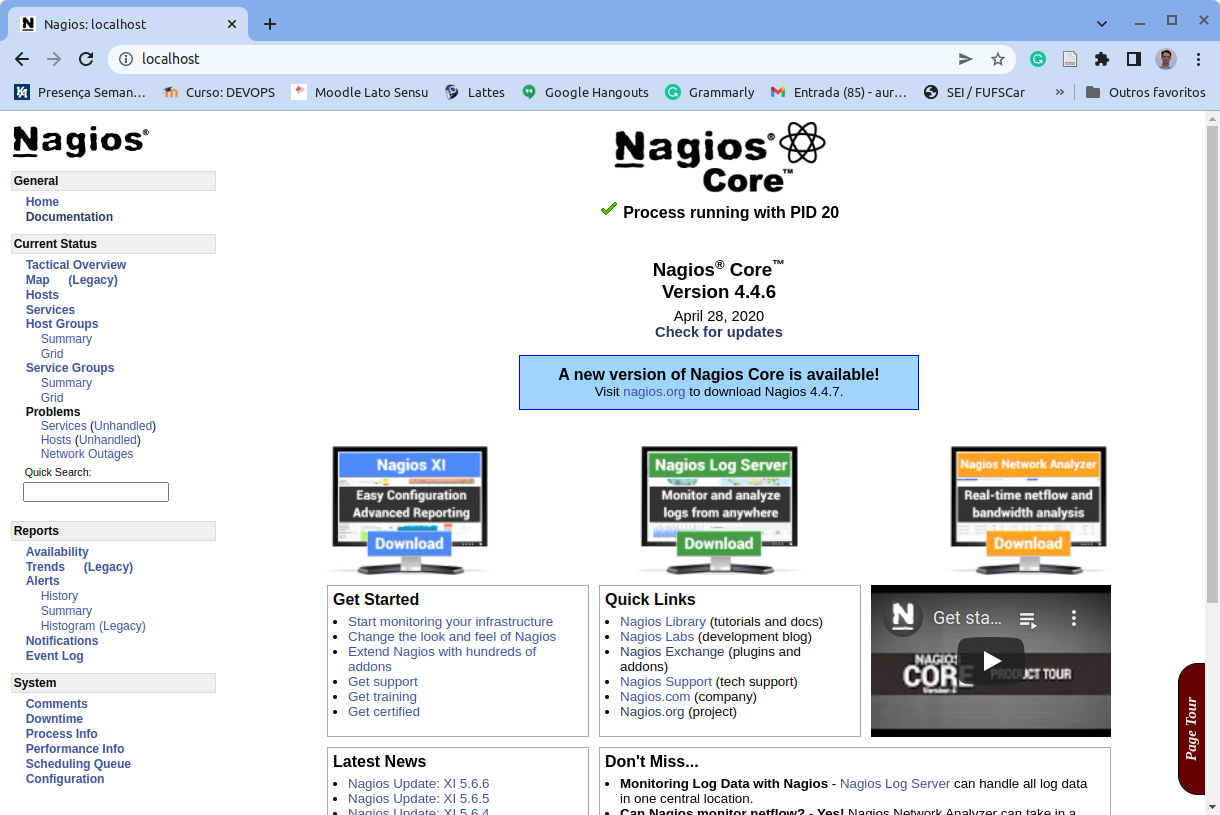 Nagios: localhost
localhost
Presença Seman…
Curso: DEVOPS
Moodle Lato Sensu
Lattes
Google Hangouts
Grammarly
Entrada (85) - aur…
SEI / FUFSCar
»
Outros favoritos
Nagios®
General
Home
Documentation
Current Status
Tactical Overview
Map (Legacy)
Hosts
Services
Host Groups
Summary
Grid
Service Groups
Summary
Grid
Problems
Services (Unhandled)
Hosts (Unhandled)
Network Outages
Quick Search:
Reports
Availability
Trends (Legacy)
Alerts
History
Summary
Histogram (Legacy)
Notifications
Event Log
System
Comments
Downtime
Process Info
Performance Info
Scheduling Queue
Configuration
Nagios®
Core™
Process running with PID 20
Nagios® Core™
Version 4.4.6
April 28, 2020
Check for updates
A new version of Nagios Core is available!
Visit nagios.org to download Nagios 4.4.7.
Nagios XI
Easy Configuration
Advanced Reporting
Download
Nagios Log Server
Monitor and analyze
logs from anywhere
Download
Nagios Network Analyzer
Real-time netflow and
bandwidth analysis
Download
Get Started
Start monitoring your infrastructure
Change the look and feel of Nagios
Extend Nagios with hundreds of
addons
Get support
Get training
Get certified
Quick Links
Nagios Library (tutorials and docs)
Nagios Labs (development blog)
Nagios Exchange (plugins and
addons)
Nagios Support (tech support)
Nagios.com (company)
Nagios.org (project)
N
Get sta...
NAGIOS
CORE PRODUCT TOUR
Page Tour
Latest News
Nagios Update: XI 5.6.6
Nagios Update: XI 5.6.5
Nagios Update: XI 5.6.4
Don't Miss...
Monitoring Log Data with Nagios - Nagios Log Server can handle all log data
in one central location.
Can Nagios monitor netflow? - Yes! Nagios Network Analyzer can take in a